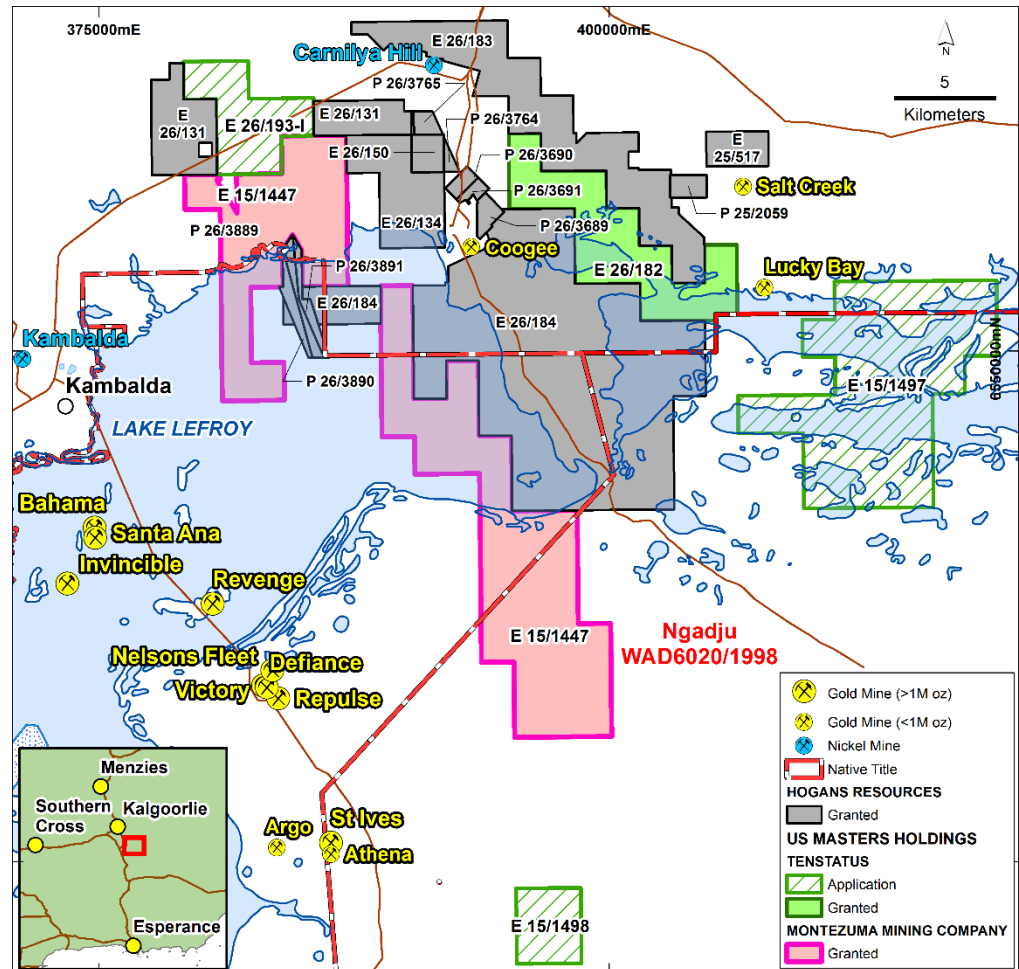 375000mE
400000mE
N
5
Kilometers
E 26/183
Carnilya Hill
P 26/3765
E
26/131
E 26/193-I
E 26/131
P 26/3764
E 26/150
P 26/3690
P 26/3691
E
25/517
Salt Creek
P 25/2059
E 15/1447
P 26/3889
E 26/134
P 26/3689
Coogee
P 26/3891
E 26/182
Lucky Bay
E 26/184
E 26/184
Kambalda
6550000mN
P 26/3890
E 15/1497
Kambalda
LAKE LEFROY
Bahama
Santa Ana
Invincible
Revenge
E 15/1447
Ngadju
WAD6020/1998
Nelsons Fleet
Defiance
Victory
Repulse
St Ives
Argo
Athena
E 15/1498
Menzies
Southern
Cross
Kalgoorlie
Esperance
Gold Mine (>1M oz)
Gold Mine (<1M oz)
Nickel Mine
Native Title
HOGANS RESOURCES
Granted
US MASTERS HOLDINGS
TENSTATUS
Application
Granted
MONTEZUMA MINING COMPANY
Granted